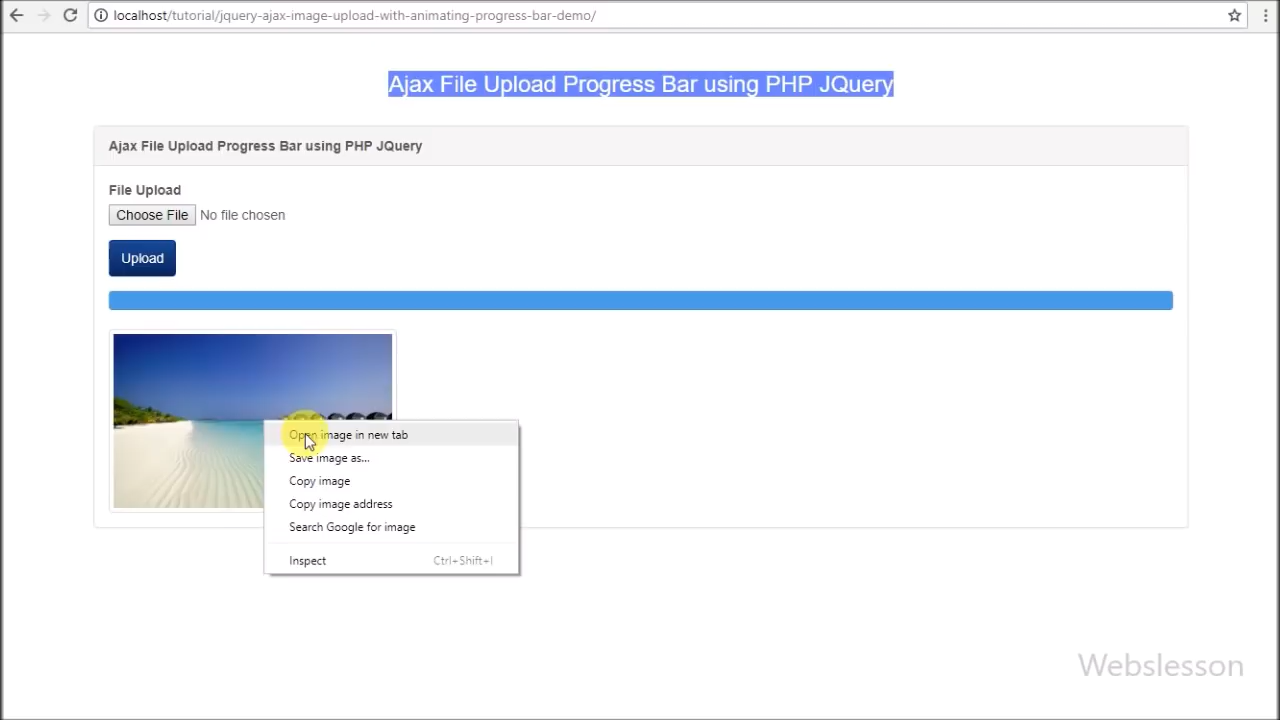 localhost/tutorial/jquery-ajax-image-upload-with-animating-progress-bar-demo/
Ajax File Upload Progress Bar using PHP JQuery
Ajax File Upload Progress Bar using PHP JQuery
File Upload
Choose File No file chosen
Upload
Open image in new tab
Save image as...
Copy image
Copy image address
Search Google for image
Inspect Ctrl+Shift+I
Webslesson